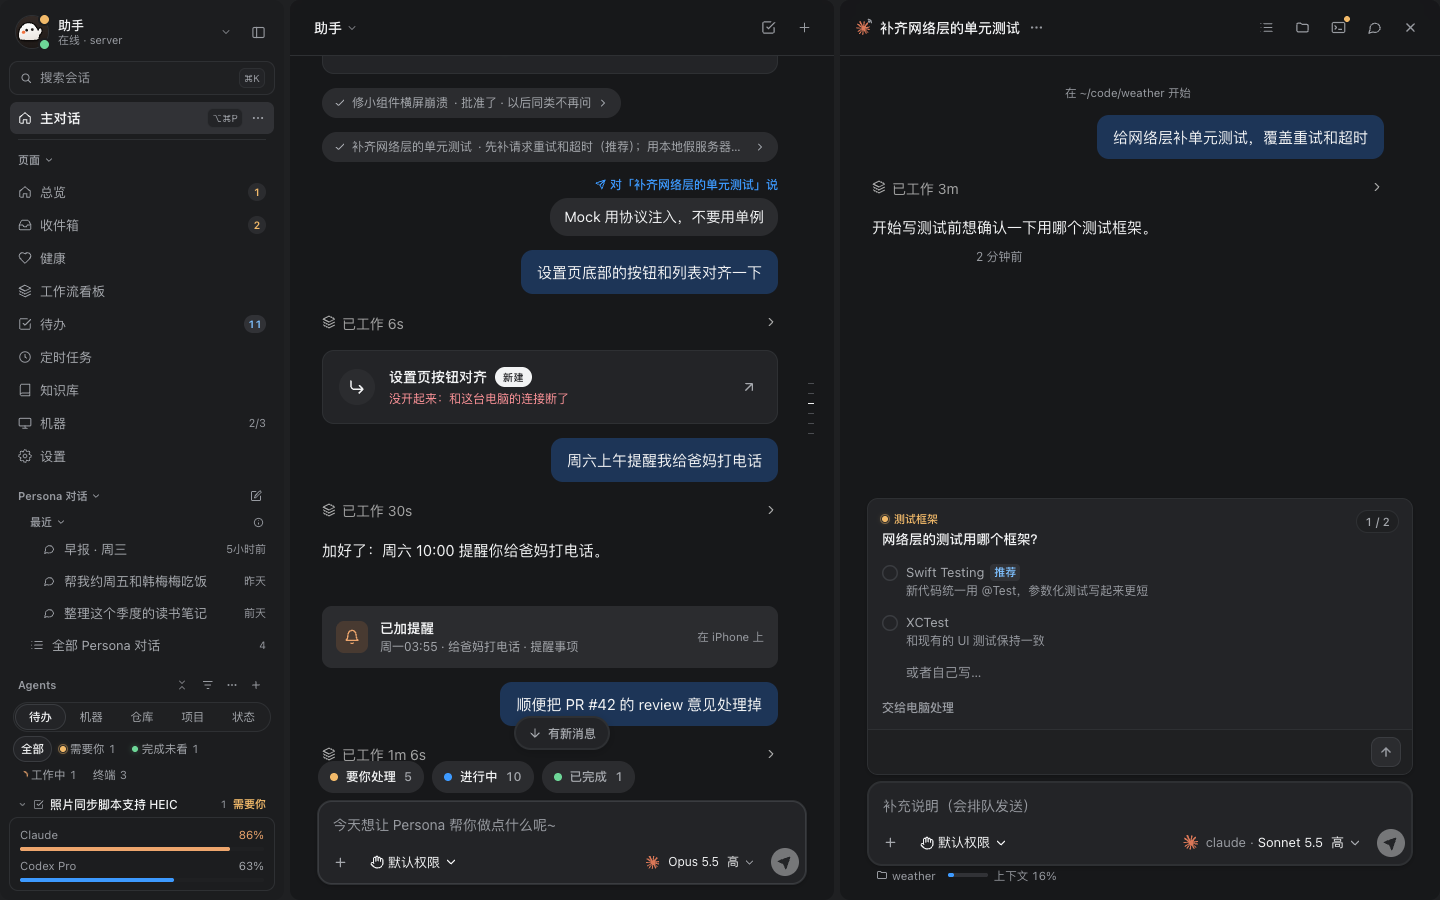 助手
在线 · server
搜索会话
⌘K
主对话
⌥⌘P
页面
总览
1
收件箱
2
健康
工作流看板
待办
11
定时任务
知识库
机器
2/3
设置
Persona 对话
最近
早报 · 周三
5小时前
帮我约周五和韩梅梅吃饭
昨天
整理这个季度的读书笔记
前天
全部 Persona 对话
4
Agents
待办
机器
仓库
项目
状态
全部
需要你 1
完成未看 1
工作中 1
终端 3
照片同步脚本支持 HEIC
1 需要你
Claude
86%
Codex Pro
63%
助手
修小组件横屏崩溃 · 批准了 · 以后同类不再问
补齐网络层的单元测试 · 先补请求重试和超时（推荐）；用本地假服务器...
对「补齐网络层的单元测试」说
Mock 用协议注入，不要用单例
设置页底部的按钮和列表对齐一下
已工作 6s
设置页按钮对齐
新建
没开起来：和这台电脑的连接断了
周六上午提醒我给爸妈打电话
已工作 30s
加好了：周六 10:00 提醒你给爸妈打电话。
已加提醒
周一03:55 · 给爸妈打电话 · 提醒事项
在 iPhone 上
顺便把 PR #42 的 review 意见处理掉
有新消息
已工作 1m 6s
要你处理 5
进行中 10
已完成 1
今天想让 Persona 帮你做点什么呢~
默认权限
Opus 5.5 高
补齐网络层的单元测试
在 ~/code/weather 开始
给网络层补单元测试，覆盖重试和超时
已工作 3m
开始写测试前想确认一下用哪个测试框架。
2 分钟前
测试框架
1 / 2
网络层的测试用哪个框架?
Swift Testing
推荐
新代码统一用 @Test，参数化测试写起来更短
XCTest
和现有的 UI 测试保持一致
或者自己写...
交给电脑处理
补充说明（会排队发送）
默认权限
claude · Sonnet 5.5 高
weather
上下文 16%